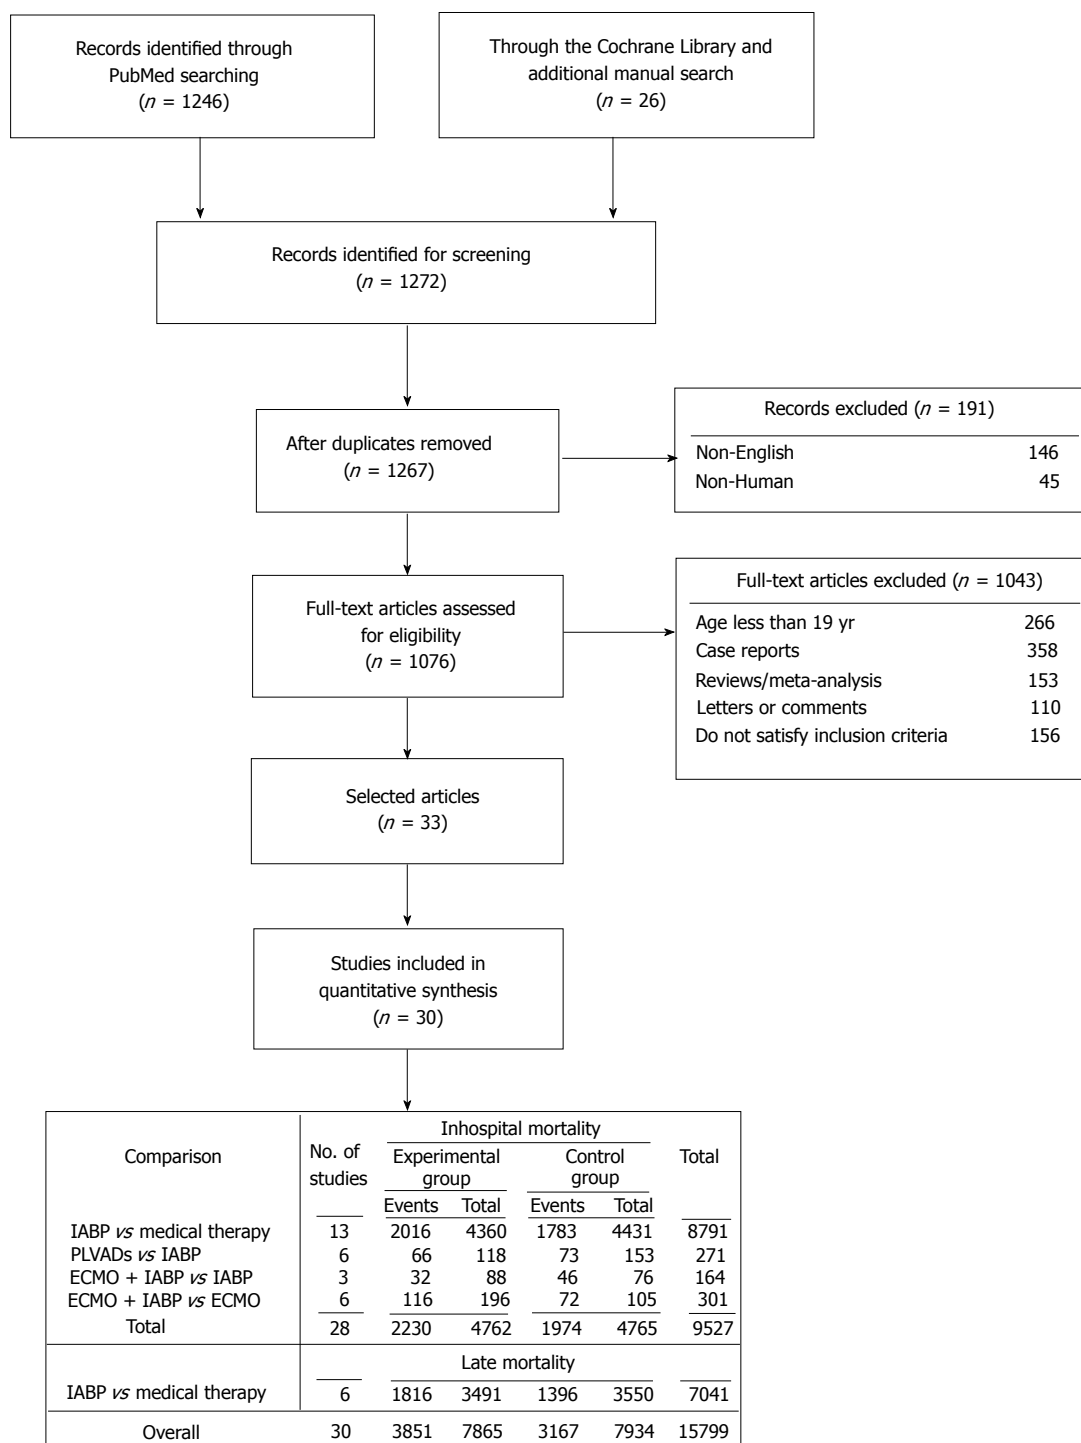 Records identified through
PubMed searching
(n = 1246)
Through the Cochrane Library and
additional manual search
(n = 26)
Records identified for screening
(n = 1272)
After duplicates removed
(n = 1267)
Records excluded (n = 191)
Non-English 146
Non-Human 45
Full-text articles assessed
for eligibility
(n = 1076)
Full-text articles excluded (n = 1043)
Age less than 19 yr 266
Case reports 358
Reviews/meta-analysis 153
Letters or comments 110
Do not satisfy inclusion criteria 156
Selected articles
(n = 33)
Studies included in
quantitative synthesis
(n = 30)
Inhospital mortality
Comparison No. of studies Experimental group Control group Total
Events Total Events Total
IABP vs medical therapy 13 2016 4360 1783 4431 8791
PLVADs vs IABP 6 66 118 73 153 271
ECMO + IABP vs IABP 3 32 88 46 76 164
ECMO + IABP vs ECMO 6 116 196 72 105 301
Total 28 2230 4762 1974 4765 9527
Late mortality
IABP vs medical therapy 6 1816 3491 1396 3550 7041
Overall 30 3851 7865 3167 7934 15799